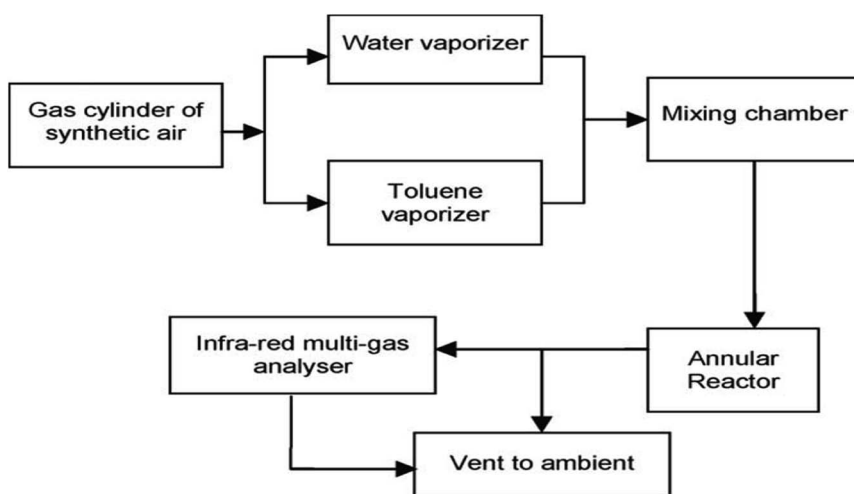 Water vaporizer
Gas cylinder of
synthetic air
Mixing chamber
Toluene
vaporizer
Infra-red multi-gas
analyser
Annular
Reactor
Vent to ambient